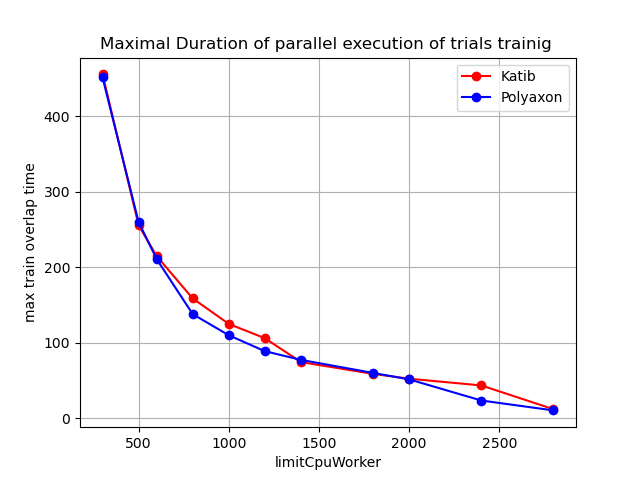 Maximal Duration of parallel execution of trials trainig
Katib
Polyaxon
max train overlap time
400
300
200
100
0
500
1000
1500
2000
2500
limitCpuWorker